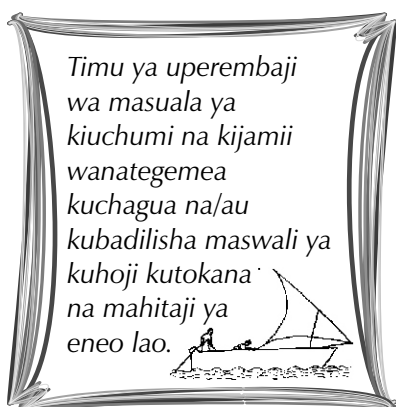 Timu ya uperembaji
wa masuala ya
kiuchumi na kijamii
wanategemea
kuchagua na/au
kubadilisha maswali ya
kuhoji kutokana
na mahitaji ya
eneo lao.